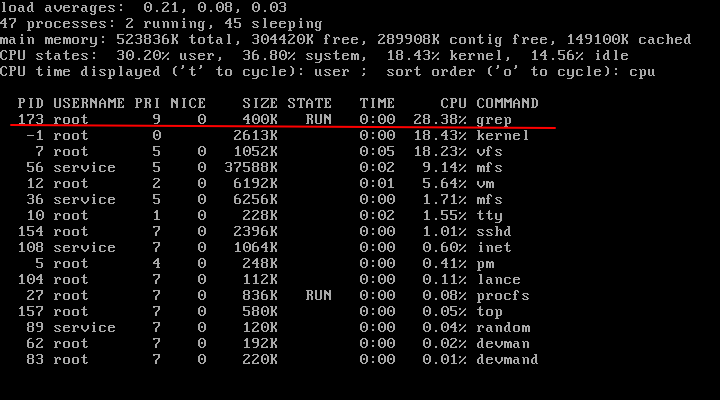 load averages:  0.21, 0.08, 0.03
47 processes: 2 running, 45 sleeping
main memory: 523836K total, 304420K free, 289908K contig free, 149100K cached
CPU states:  30.20% user,  36.80% system,  18.43% kernel,  14.56% idle
CPU time displayed ('t' to cycle): user ;  sort order ('o' to cycle): cpu
PID USERNAME PRI NICE SIZE STATE TIME CPU COMMAND
173 root 9 0 400K RUN 0:00 28.38% grep
-1 root 0 2613K 0:00 18.43% kernel
7 root 5 0 1052K 0:05 18.23% vfs
56 service 5 0 37588K 0:02 9.14% mfs
12 root 2 0 6192K 0:01 5.64% vm
36 service 5 0 6256K 0:00 1.71% mfs
10 root 1 0 228K 0:02 1.55% tty
154 root 7 0 2396K 0:00 1.01% sshd
108 service 7 0 1064K 0:00 0.60% inet
5 root 4 0 248K 0:00 0.41% pm
104 root 7 0 112K 0:00 0.11% lance
27 root 7 0 836K RUN 0:00 0.08% procfs
157 root 7 0 580K 0:00 0.05% top
89 service 7 0 120K 0:00 0.04% random
62 root 7 0 192K 0:00 0.02% devman
83 root 7 0 220K 0:00 0.01% devmand